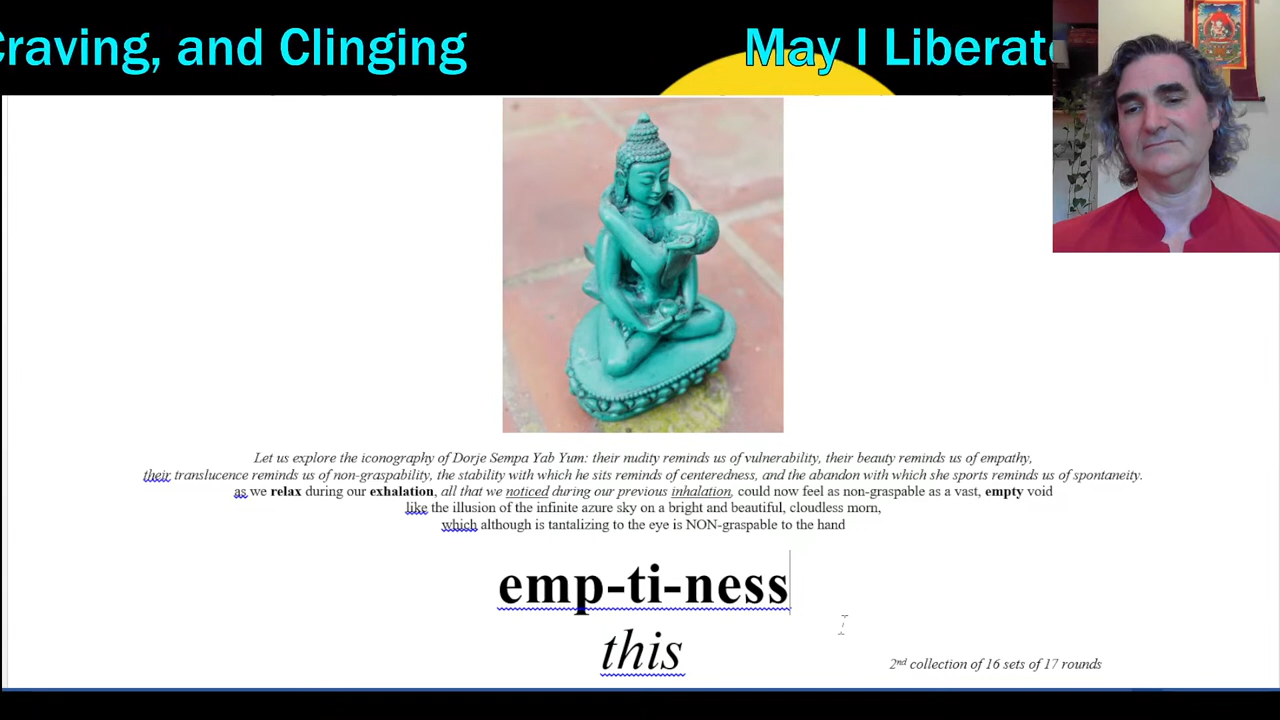 Craving, and Clinging May I Liberate
Let us explore the iconography of Dorje Sempa Yab Yum: their nudity reminds us of vulnerability, their beauty reminds us of empathy,
their translucence reminds us of non-graspability, the stability with which he sits reminds of centeredness, and the abandon with which she sports reminds us of spontaneity.
as we relax during our exhalation, all that we noticed during our previous inhalation, could now feel as non-graspable as a vast, empty void
like the illusion of the infinite azure sky on a bright and beautiful, cloudless morn,
which although is tantalizing to the eye is NON-graspable to the hand
emp-ti-ness
this
2nd collection of 16 sets of 17 rounds